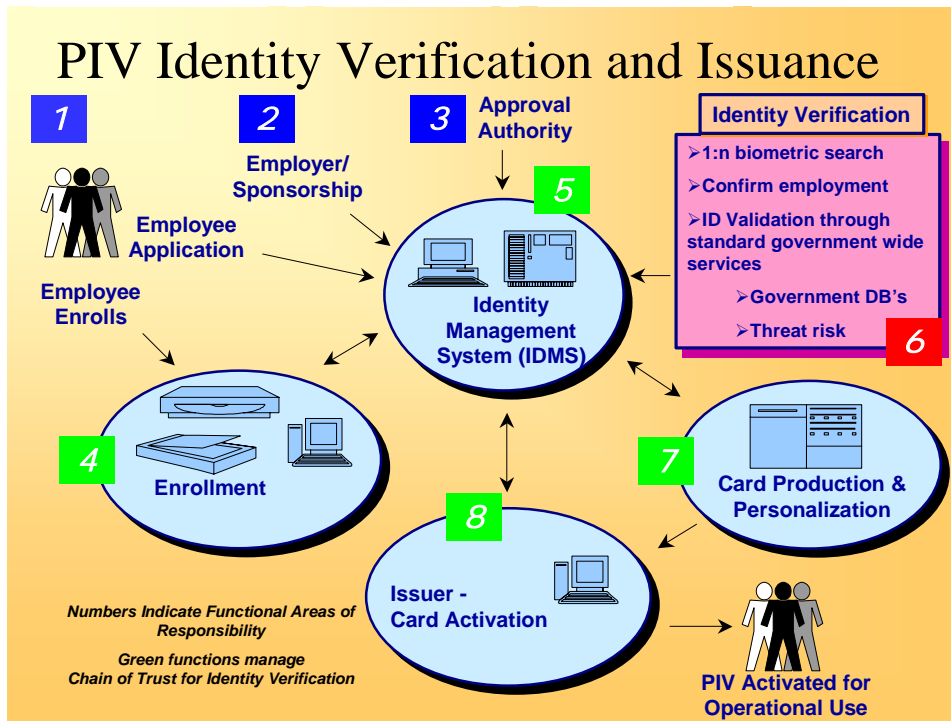 PIV Identity Verification and Issuance
1
2
3
Approval
Authority
Employer/
Sponsorship
Employee
Application
Employee
Enrolls
Identity Verification
➢1:n biometric search
➢Confirm employment
➢ID Validation through
standard government wide
services
➢Government DB's
➢Threat risk
6
5
Identity
Management
System (IDMS)
4
Enrollment
7
Card Production &
Personalization
8
Issuer -
Card Activation
Numbers Indicate Functional Areas of
Responsibility
Green functions manage
Chain of Trust for Identity Verification
PIV Activated for
Operational Use